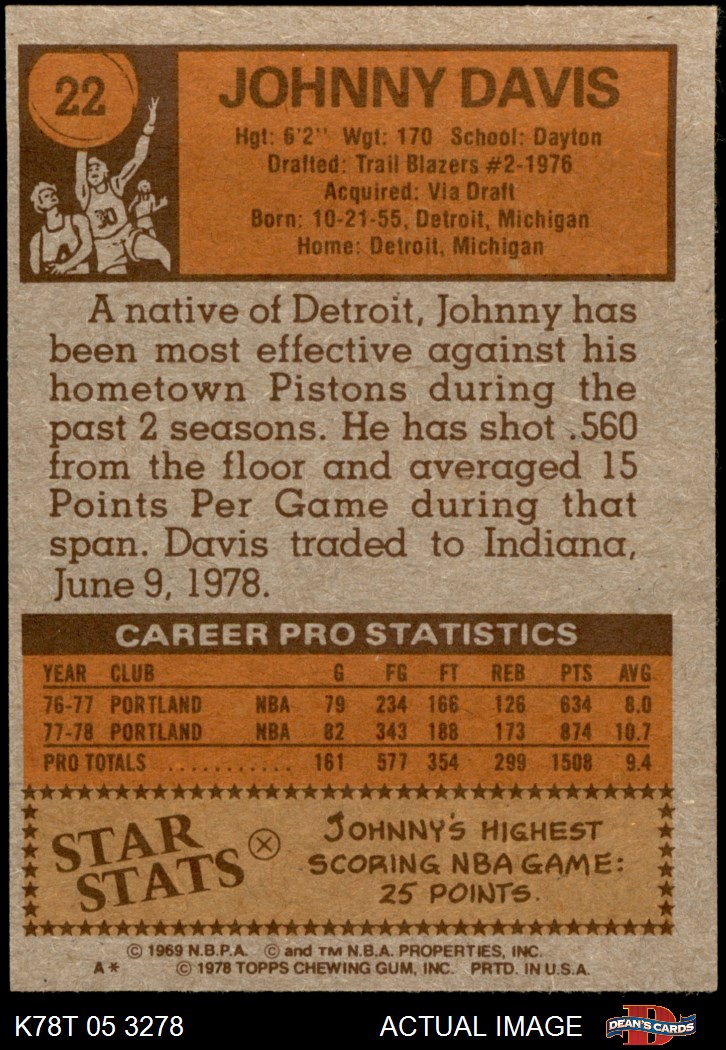 22
JOHNNY DAVIS
Hgt: 6'2" Wgt: 170 School: Dayton
Drafted: Trail Blazers #2-1976
Acquired: Via Draft
Born: 10-21-55, Detroit, Michigan
Home: Detroit, Michigan
30
A native of Detroit, Johnny has
been most effective against his
hometown Pistons during the
past 2 seasons. He has shot .560
from the floor and averaged 15
Points Per Game during that
span. Davis traded to Indiana,
June 9, 1978.
CAREER PRO STATISTICS
YEAR CLUB G FG FT REB PTS AVG
76-77 PORTLAND NBA 79 234 166 126 634 8.0
77-78 PORTLAND NBA 82 343 188 173 874 10.7
PRO TOTALS .......... 161 577 354 299 1508 9.4
STAR
STATS
JOHNNY'S HIGHEST
SCORING NBA GAME:
25 POINTS.
© 1969 N.B.P.A. © and TM N.B.A. PROPERTIES, INC.
A* © 1978 TOPPS CHEWING GUM, INC. PRTD. IN U.S.A.
K78T 05 3278 ACTUAL IMAGE D DEAN'S CARDS